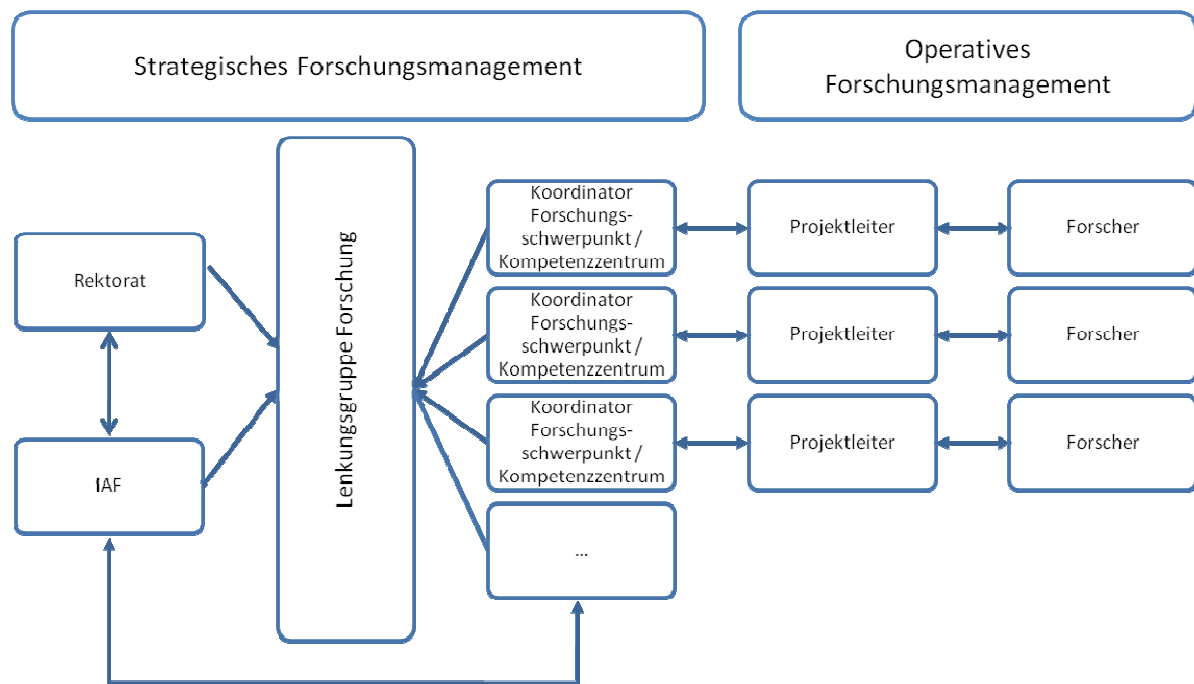 Strategisches Forschungsmanagement
Operatives
Forschungsmanagement
Rektorat
IAF
Lenkungsgruppe Forschung
Koordinator
Forschungs-
schwerpunkt /
Kompetenzzentrum
Projektleiter
Forscher
Koordinator
Forschungs-
schwerpunkt /
Kompetenzzentrum
Projektleiter
Forscher
Koordinator
Forschungs-
schwerpunkt /
Kompetenzzentrum
Projektleiter
Forscher
...